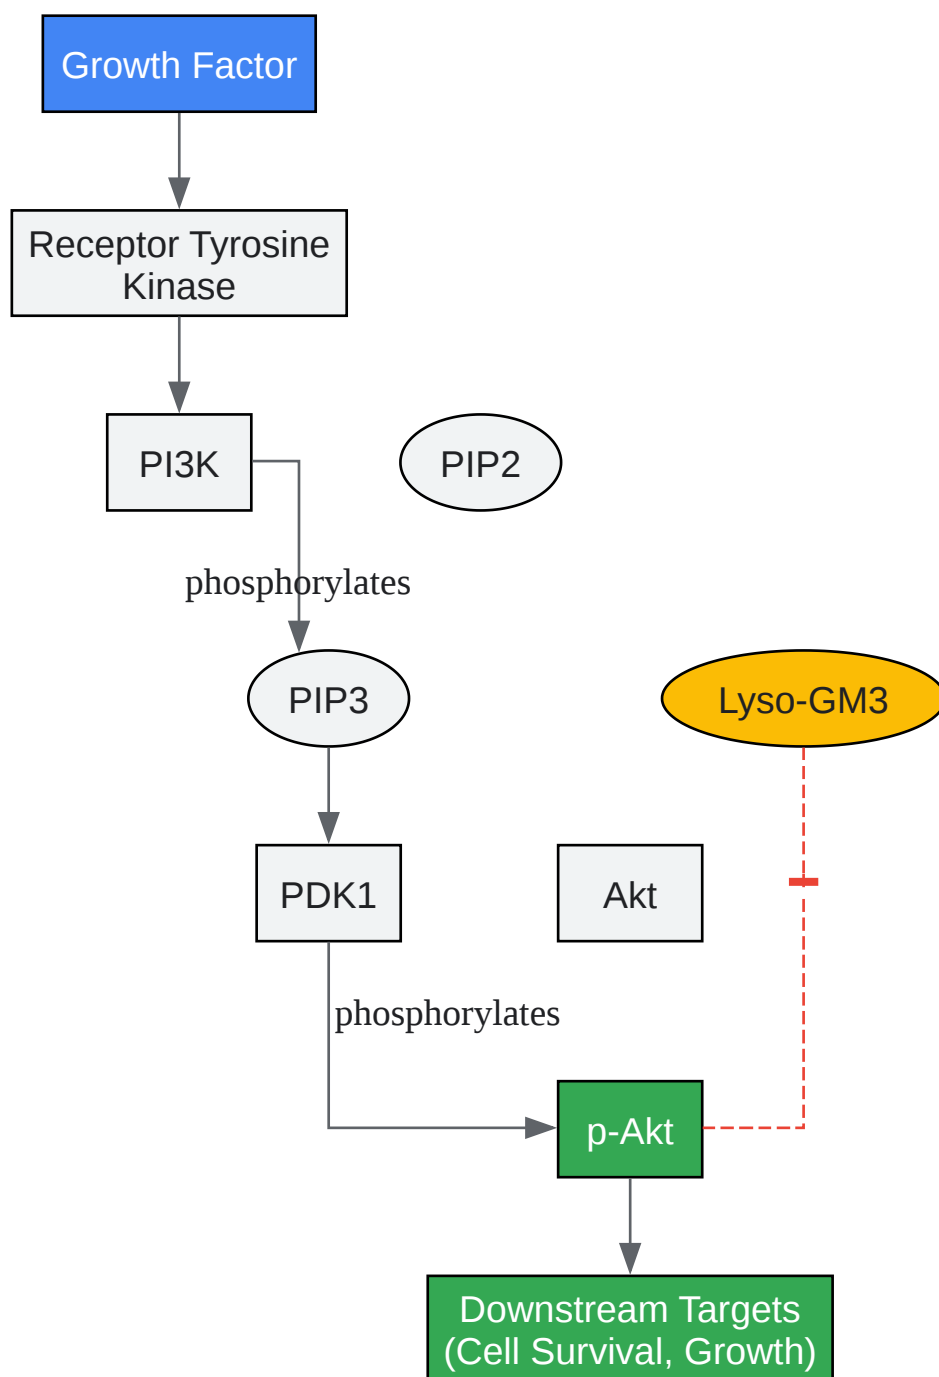 Growth Factor
Receptor Tyrosine
Kinase
PI3K
PIP2
phosphorylates
PIP3
Lyso-GM3
PDK1
Akt
phosphorylates
p-Akt
Downstream Targets
(Cell Survival, Growth)